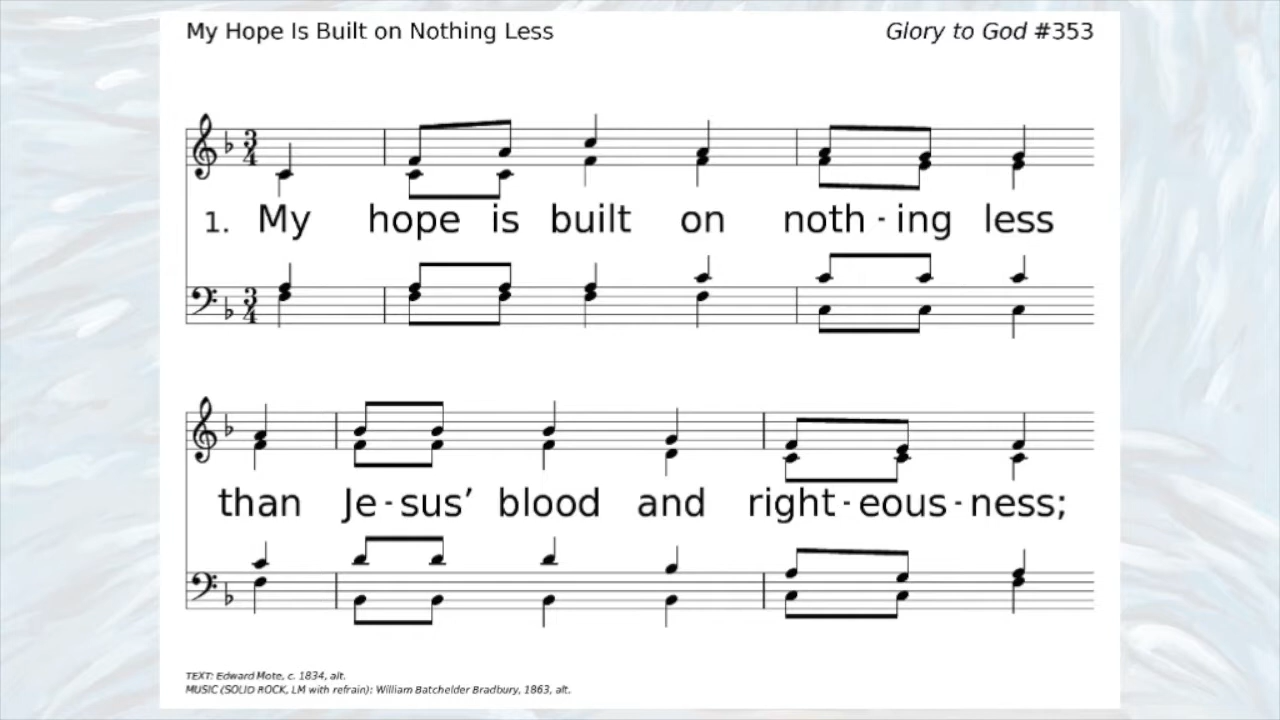 My Hope Is Built on Nothing Less
Glory to God #353
1. My hope is built on noth - ing less
than Je - sus’ blood and right - eous - ness;
TEXT: Edward Mote, c. 1834, alt.
MUSIC (SOLID ROCK, LM with refrain): William Batchelder Bradbury, 1863, alt.